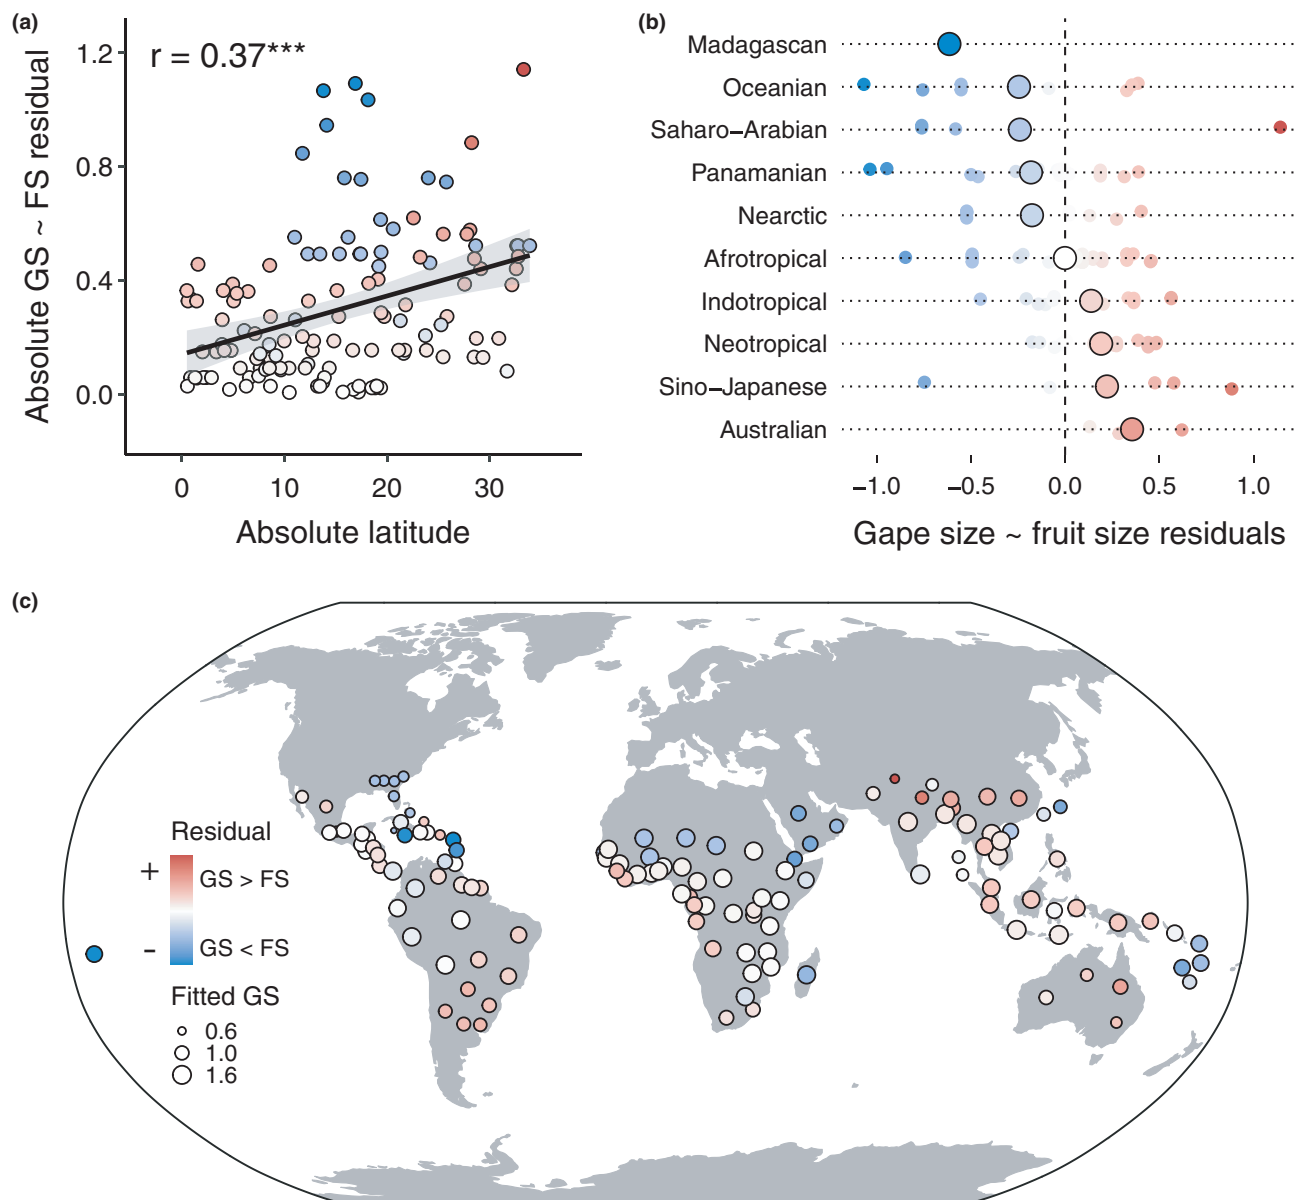 (a)
r = 0.37***
Absolute GS ~ FS residual
1.2
0.8
0.4
0.0
0 10 20 30
Absolute latitude
(b)
Madagascan
Oceanian
Saharo−Arabian
Panamanian
Nearctic
Afrotropical
Indotropical
Neotropical
Sino−Japanese
Australian
−1.0 −0.5 0.0 0.5 1.0
Gape size ~ fruit size residuals
(c)
Residual
+ GS > FS
- GS < FS
Fitted GS
0.6
1.0
1.6